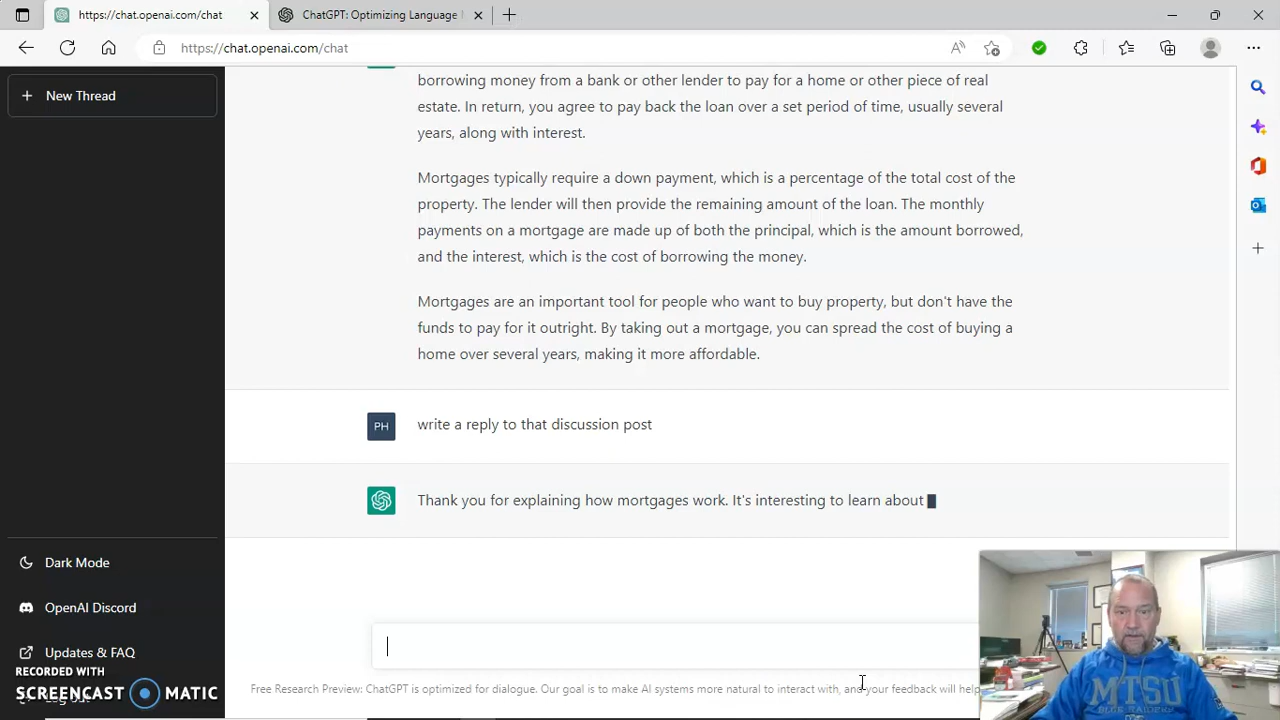 https://chat.openai.com/chat
ChatGPT: Optimizing Language
https://chat.openai.com/chat
New Thread
borrowing money from a bank or other lender to pay for a home or other piece of real
estate. In return, you agree to pay back the loan over a set period of time, usually several
years, along with interest.
Mortgages typically require a down payment, which is a percentage of the total cost of the
property. The lender will then provide the remaining amount of the loan. The monthly
payments on a mortgage are made up of both the principal, which is the amount borrowed,
and the interest, which is the cost of borrowing the money.
Mortgages are an important tool for people who want to buy property, but don't have the
funds to pay for it outright. By taking out a mortgage, you can spread the cost of buying a
home over several years, making it more affordable.
PH
write a reply to that discussion post
Thank you for explaining how mortgages work. It's interesting to learn about
Dark Mode
OpenAI Discord
Updates & FAQ
RECORDED WITH
SCREENCAST MATIC
Free Research Preview: ChatGPT is optimized for dialogue. Our goal is to make AI systems more natural to interact with, and your feedback will help
MTSU
BLUE RAIDERS